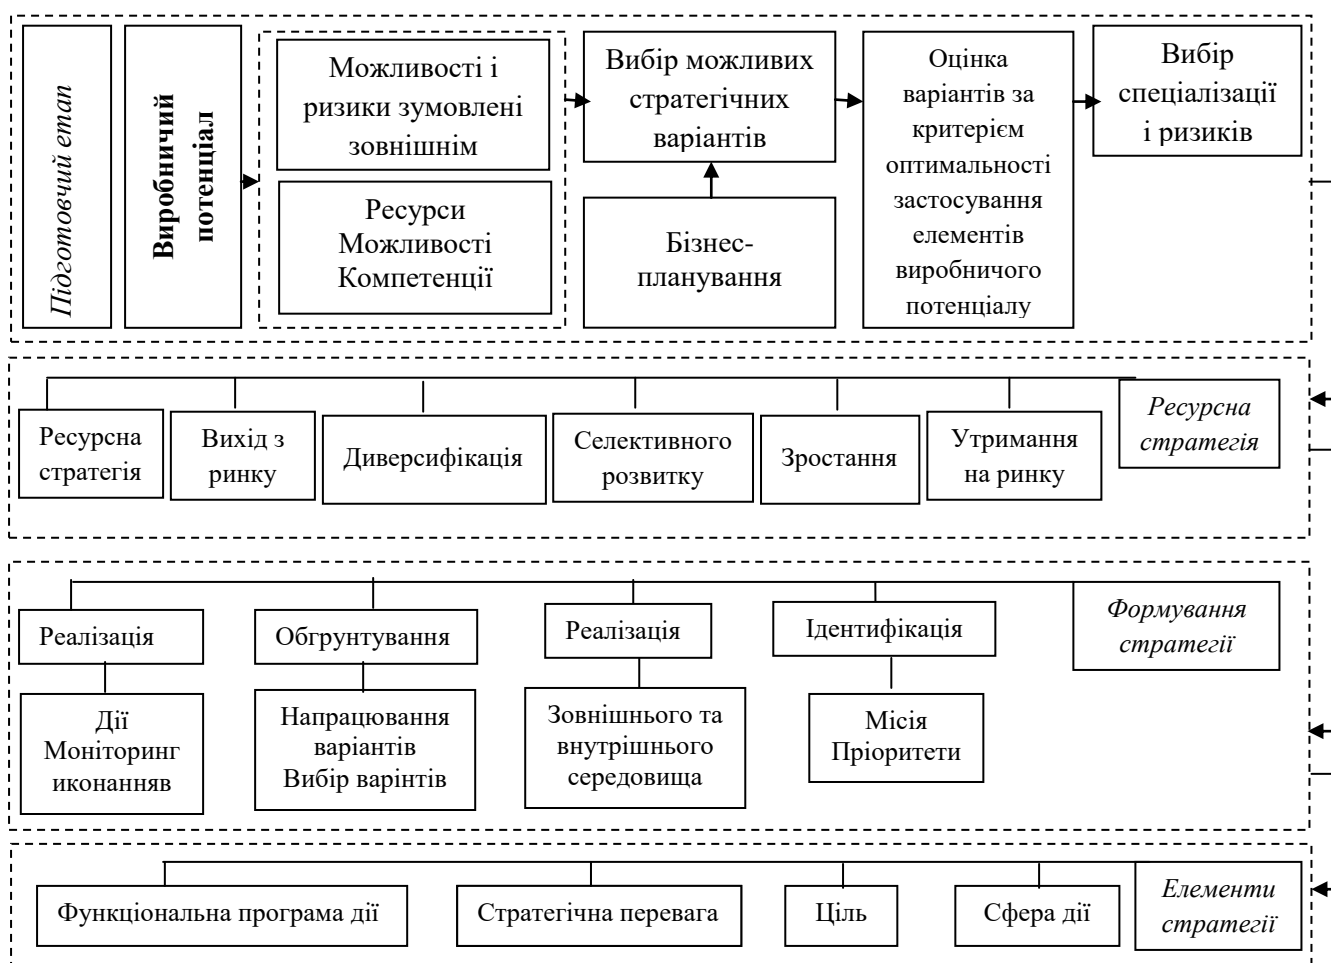 Підготовчий етап
Виробничий
потенціал
Можливості і
ризики зумовлені
зовнішнім
Ресурси
Можливості
Компетенції
Вибір можливих
стратегічних
варіантів
Бізнес-
планування
Оцінка
варіантів за
критерієм
оптимальності
застосування
елементів
виробничого
потенціалу
Вибір
спеціалізації
і ризиків
Ресурсна
стратегія
Вихід з
ринку
Диверсифікація
Селективного
розвитку
Зростання
Утримання
на ринку
Ресурсна
стратегія
Реалізація
Обгрунтування
Реалізація
Ідентифікація
Формування
стратегії
Дії
Моніторинг
иконанняв
Напрацювання
варіантів
Вибір варінтів
Зовнішнього та
внутрішнього
середовища
Місія
Пріоритети
Функціональна програма дії
Стратегічна перевага
Ціль
Сфера дії
Елементи
стратегії